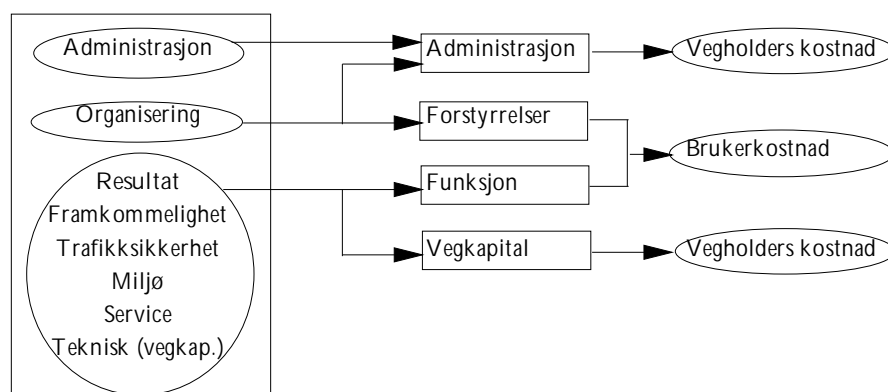 Administrasjon
Organisering
Resultat
Framkommelighet
Trafikksikkerhet
Miljø
Service
Teknisk (vegkap.)
Administrasjon
Forstyrrelser
Funksjon
Vegkapital
Vegholders kostnad
Brukerkostnad
Vegholders kostnad